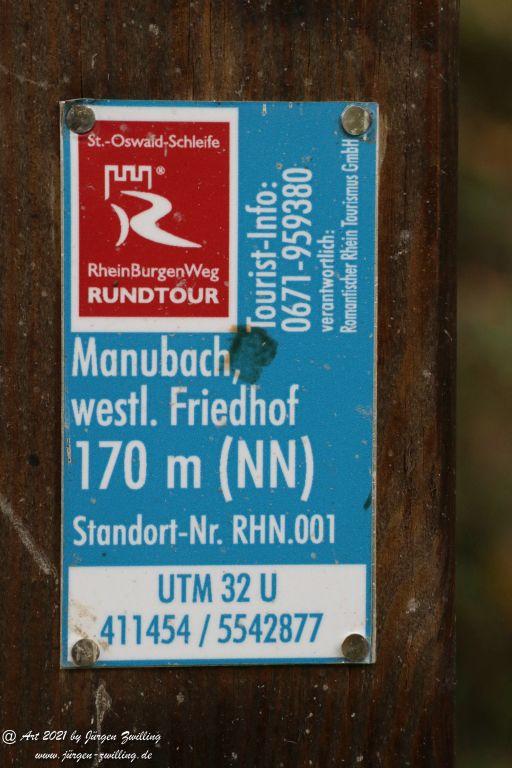 St.-Oswald-Schleife
®
RheinBurgenWeg
RUNDTOUR
Tourist-Info:
0671-959380
verantwortlich:
Romantischer Rhein Tourismus GmbH
Manubach,
westl. Friedhof
170 m (NN)
Standort-Nr. RHN.001
UTM 32 U
411454 / 5542877
@ Art 2021 by Jürgen Zwilling
www.jürgen-zwilling.de